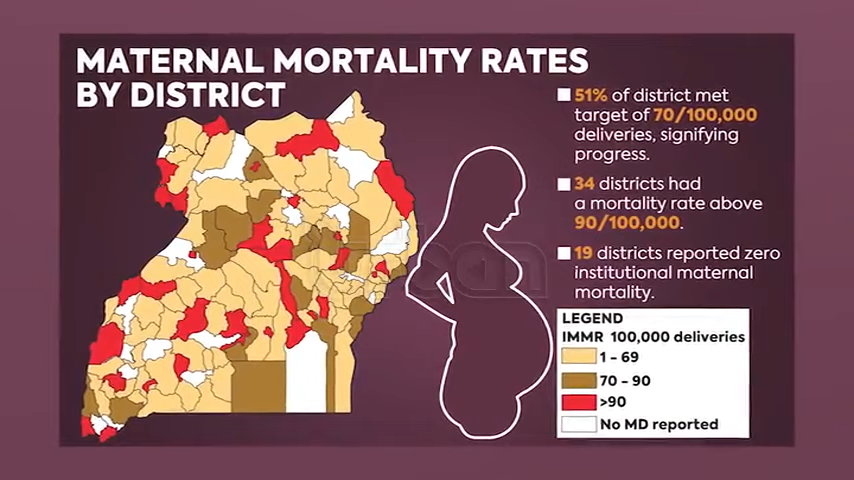 MATERNAL MORTALITY RATES
BY DISTRICT
51% of district met
target of 70/100,000
deliveries, signifying
progress.
34 districts had
a mortality rate above
90/100,000.
19 districts reported zero
institutional maternal
mortality.
LEGEND
IMMR 100,000 deliveries
1 - 69
70 - 90
>90
No MD reported